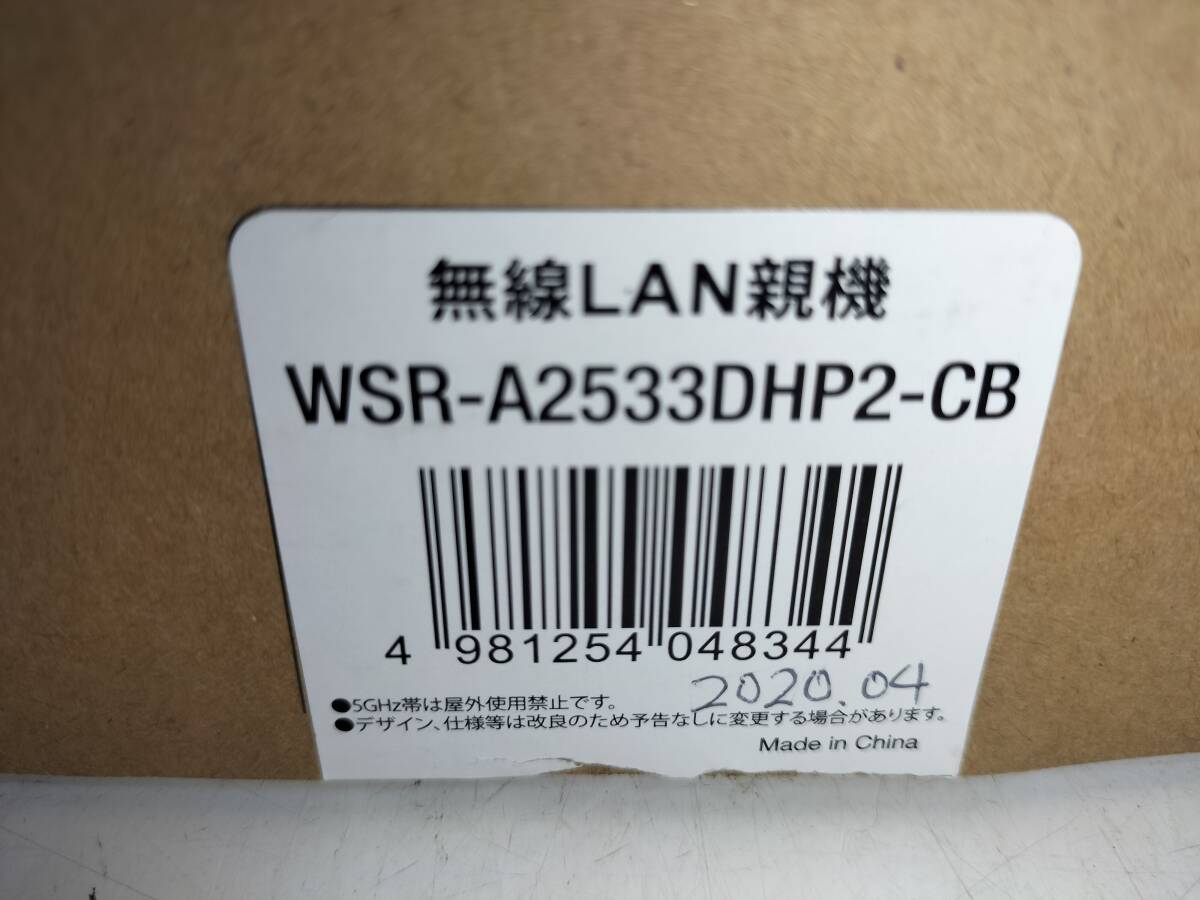 無線LAN親機
WSR-A2533DHP2-CB
4 981254 048344
2020.04
●5GHz帯は屋外使用禁止です。
●デザイン、仕様等は改良のため予告なしに変更する場合があります。
Made in China